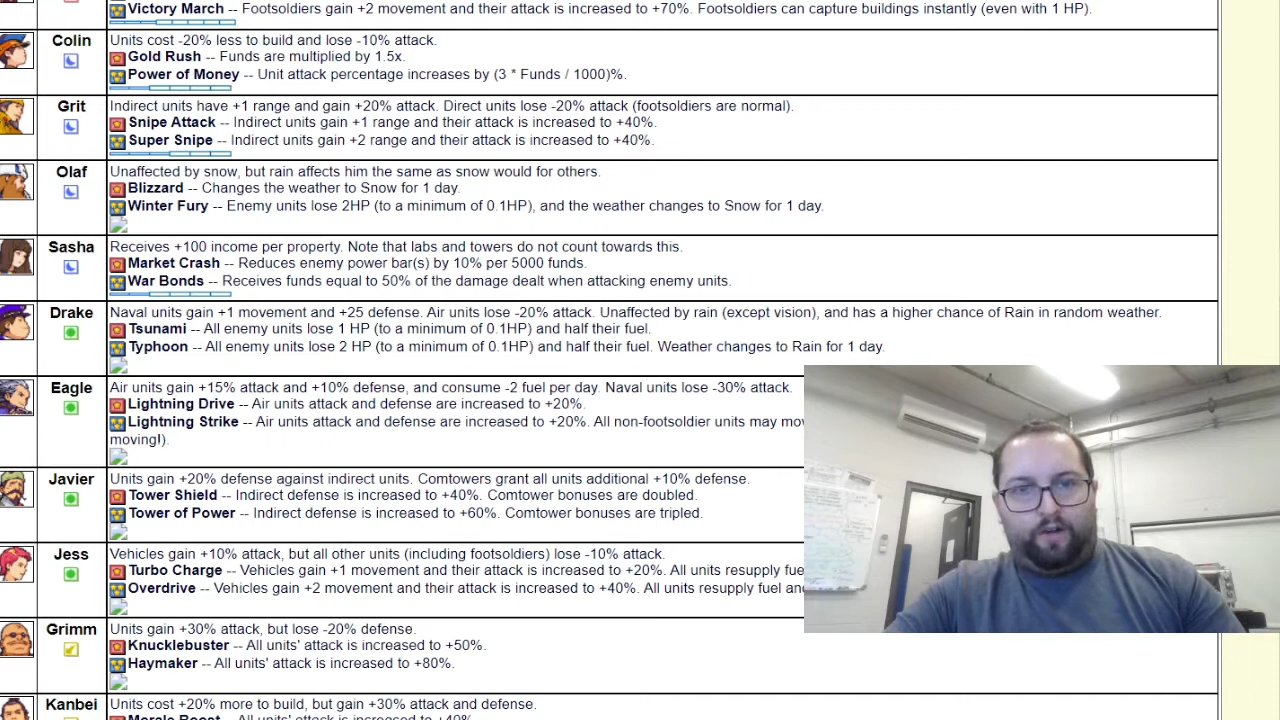 Victory March -- Footsoldiers gain +2 movement and their attack is increased to +70%. Footsoldiers can capture buildings instantly (even with 1 HP).
Colin
Units cost -20% less to build and lose -10% attack.
Gold Rush -- Funds are multiplied by 1.5x.
Power of Money -- Unit attack percentage increases by (3 * Funds / 1000)%.
Grit
Indirect units have +1 range and gain +20% attack. Direct units lose -20% attack (footsoldiers are normal).
Snipe Attack -- Indirect units gain +1 range and their attack is increased to +40%.
Super Snipe -- Indirect units gain +2 range and their attack is increased to +40%.
Olaf
Unaffected by snow, but rain affects him the same as snow would for others.
Blizzard -- Changes the weather to Snow for 1 day.
Winter Fury -- Enemy units lose 2HP (to a minimum of 0.1HP), and the weather changes to Snow for 1 day.
Sasha
Receives +100 income per property. Note that labs and towers do not count towards this.
Market Crash -- Reduces enemy power bar(s) by 10% per 5000 funds.
War Bonds -- Receives funds equal to 50% of the damage dealt when attacking enemy units.
Drake
Naval units gain +1 movement and +25 defense. Air units lose -20% attack. Unaffected by rain (except vision), and has a higher chance of Rain in random weather.
Tsunami -- All enemy units lose 1 HP (to a minimum of 0.1HP) and half their fuel.
Typhoon -- All enemy units lose 2 HP (to a minimum of 0.1HP) and half their fuel. Weather changes to Rain for 1 day.
Eagle
Air units gain +15% attack and +10% defense, and consume -2 fuel per day. Naval units lose -30% attack.
Lightning Drive -- Air units attack and defense are increased to +20%.
Lightning Strike -- Air units attack and defense are increased to +20%. All non-footsoldier units may mov
moving!).
Javier
Units gain +20% defense against indirect units. Comtowers grant all units additional +10% defense.
Tower Shield -- Indirect defense is increased to +40%. Comtower bonuses are doubled.
Tower of Power -- Indirect defense is increased to +60%. Comtower bonuses are tripled.
Jess
Vehicles gain +10% attack, but all other units (including footsoldiers) lose -10% attack.
Turbo Charge -- Vehicles gain +1 movement and their attack is increased to +20%. All units resupply fue
Overdrive -- Vehicles gain +2 movement and their attack is increased to +40%. All units resupply fuel an
Grimm
Units gain +30% attack, but lose -20% defense.
Knucklebuster -- All units' attack is increased to +50%.
Haymaker -- All units' attack is increased to +80%.
Kanbei
Units cost +20% more to build, but gain +30% attack and defense.
Morale Boost -- All units' attack is increased to +40%.